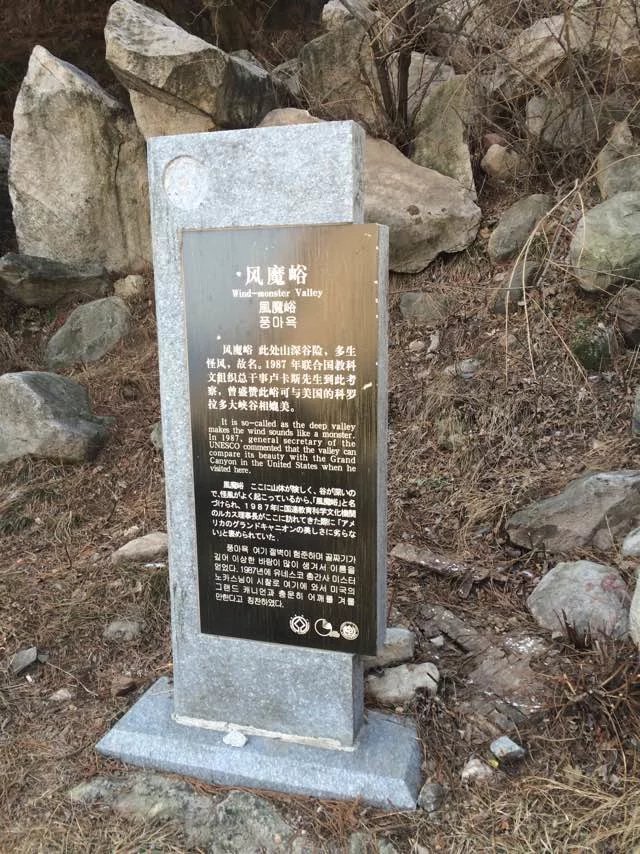 风魔峪
Wind-monster Valley
風魔峪
풍마욕
风魔峪 此处山深谷险，多生
怪风，故名。1987 年联合国教科
文组织总干事卢卡斯先生到此考
察，曾盛赞此峪可与美国的科罗
拉多大峡谷相媲美。
It is so-called as the deep valley
makes the wind sounds like a monster.
In 1987, general secretary of the
UNESCO commented that the valley can
compare its beauty with the Grand
Canyon in the United States when he
visited here.
風魔峪 ここに山体が険しく、谷が深いの
で、怪風がよく起こっているから、「風魔峪」と名
づけられ、1987年に国連教育科学文化機関
のルカス理事長がここに訪れてきた際に「アメ
リカのグランドキャニオンの美しさに劣らな
い」と褒められていた。
풍마욕 여기 절벽이 험준하며 골짜기가
깊어 이상한 바람이 많이 생겨서 이름을
얻었다. 1987년에 유네스코 총간사 미스터
노카스님이 시찰로 여기에 와서 미국의
그랜드 캐니언과 충분히 어깨를 겨룰
만한다고 칭찬하였다.